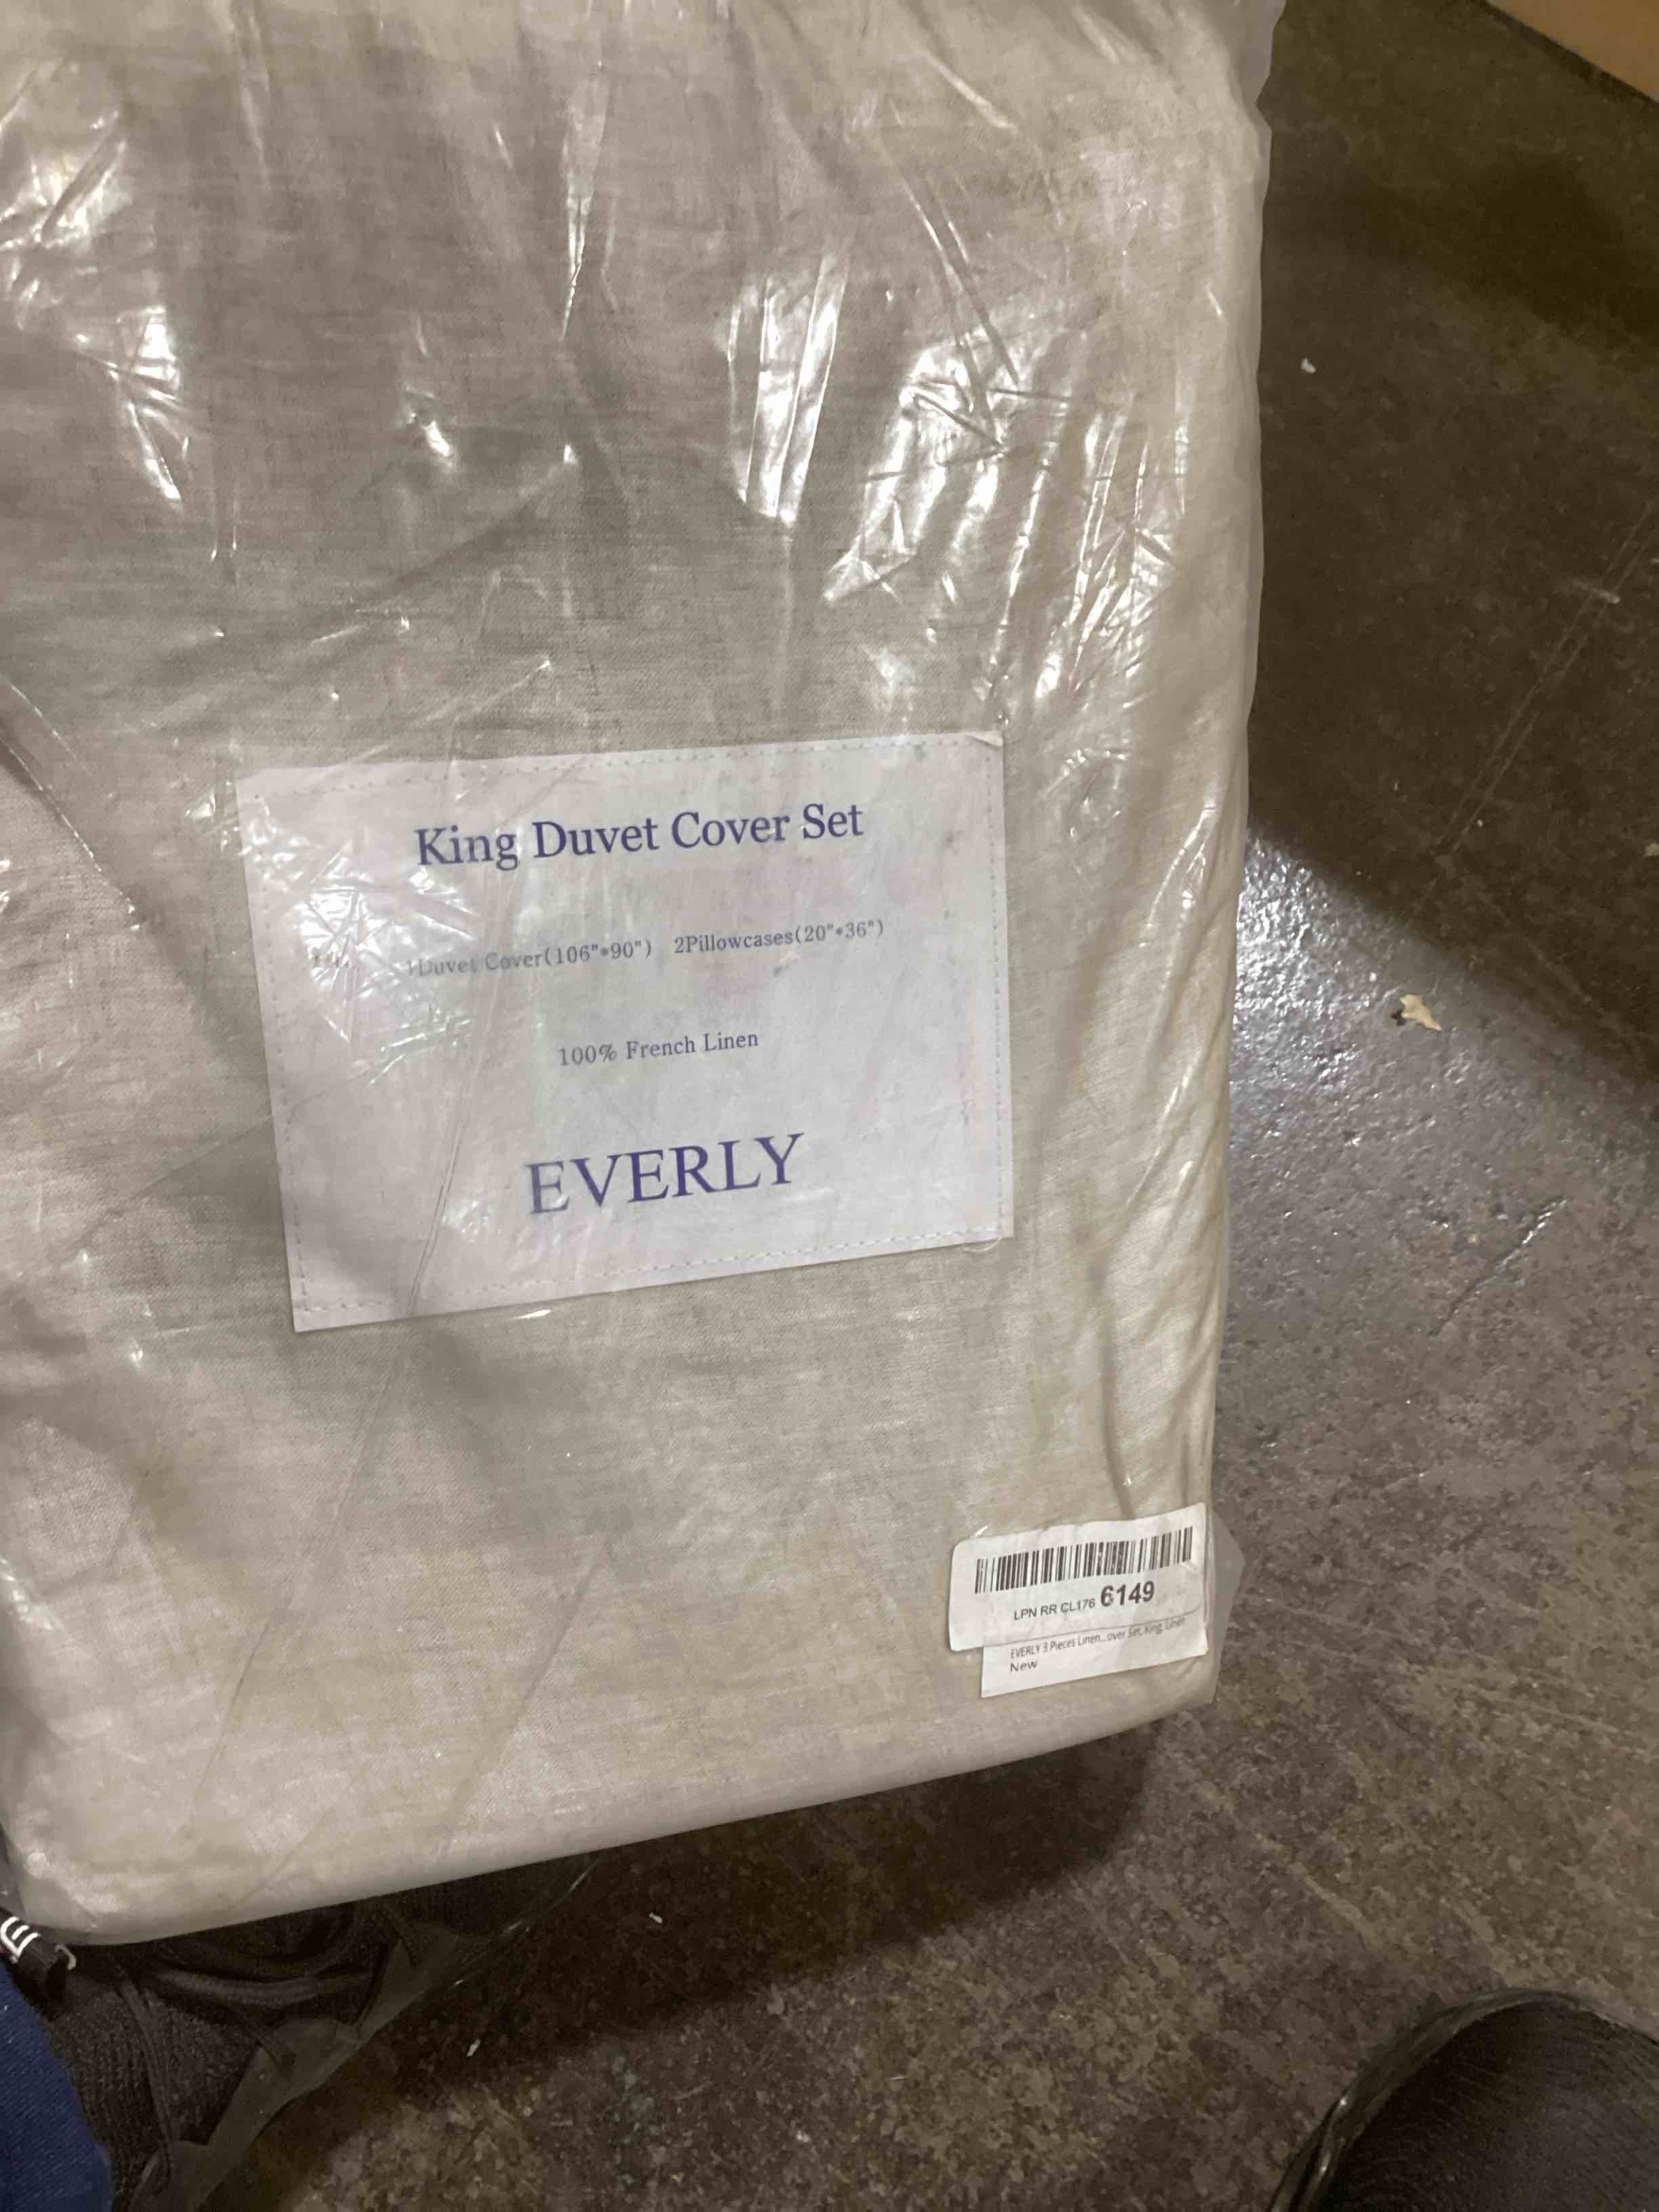 King Duvet Cover Set
1Duvet Cover(106"*90") 2Pillowcases(20"*36")
100% French Linen
EVERLY
LPN RR CL176 6149
EVERLY 3 Pieces Linen...over Set, King, Linen
New